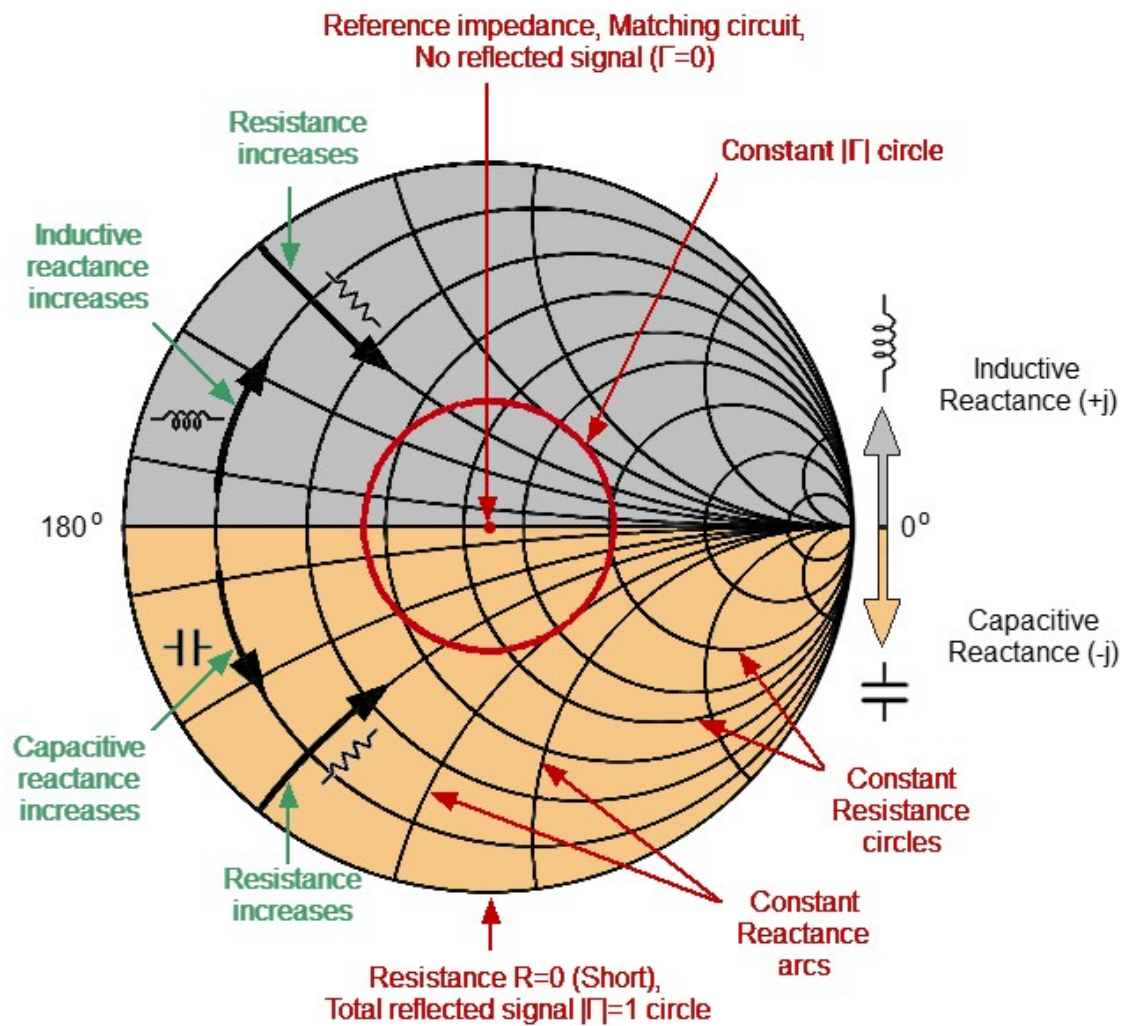 Reference impedance, Matching circuit,
No reflected signal (Γ=0)
Resistance
increases
Constant |Γ| circle
Inductive
reactance
increases
Inductive
Reactance (+j)
180⁰
0⁰
Capacitive
Reactance (-j)
Capacitive
reactance
increases
Constant
Resistance
circles
Resistance
increases
Constant
Reactance
arcs
Resistance R=0 (Short),
Total reflected signal |Γ|=1 circle